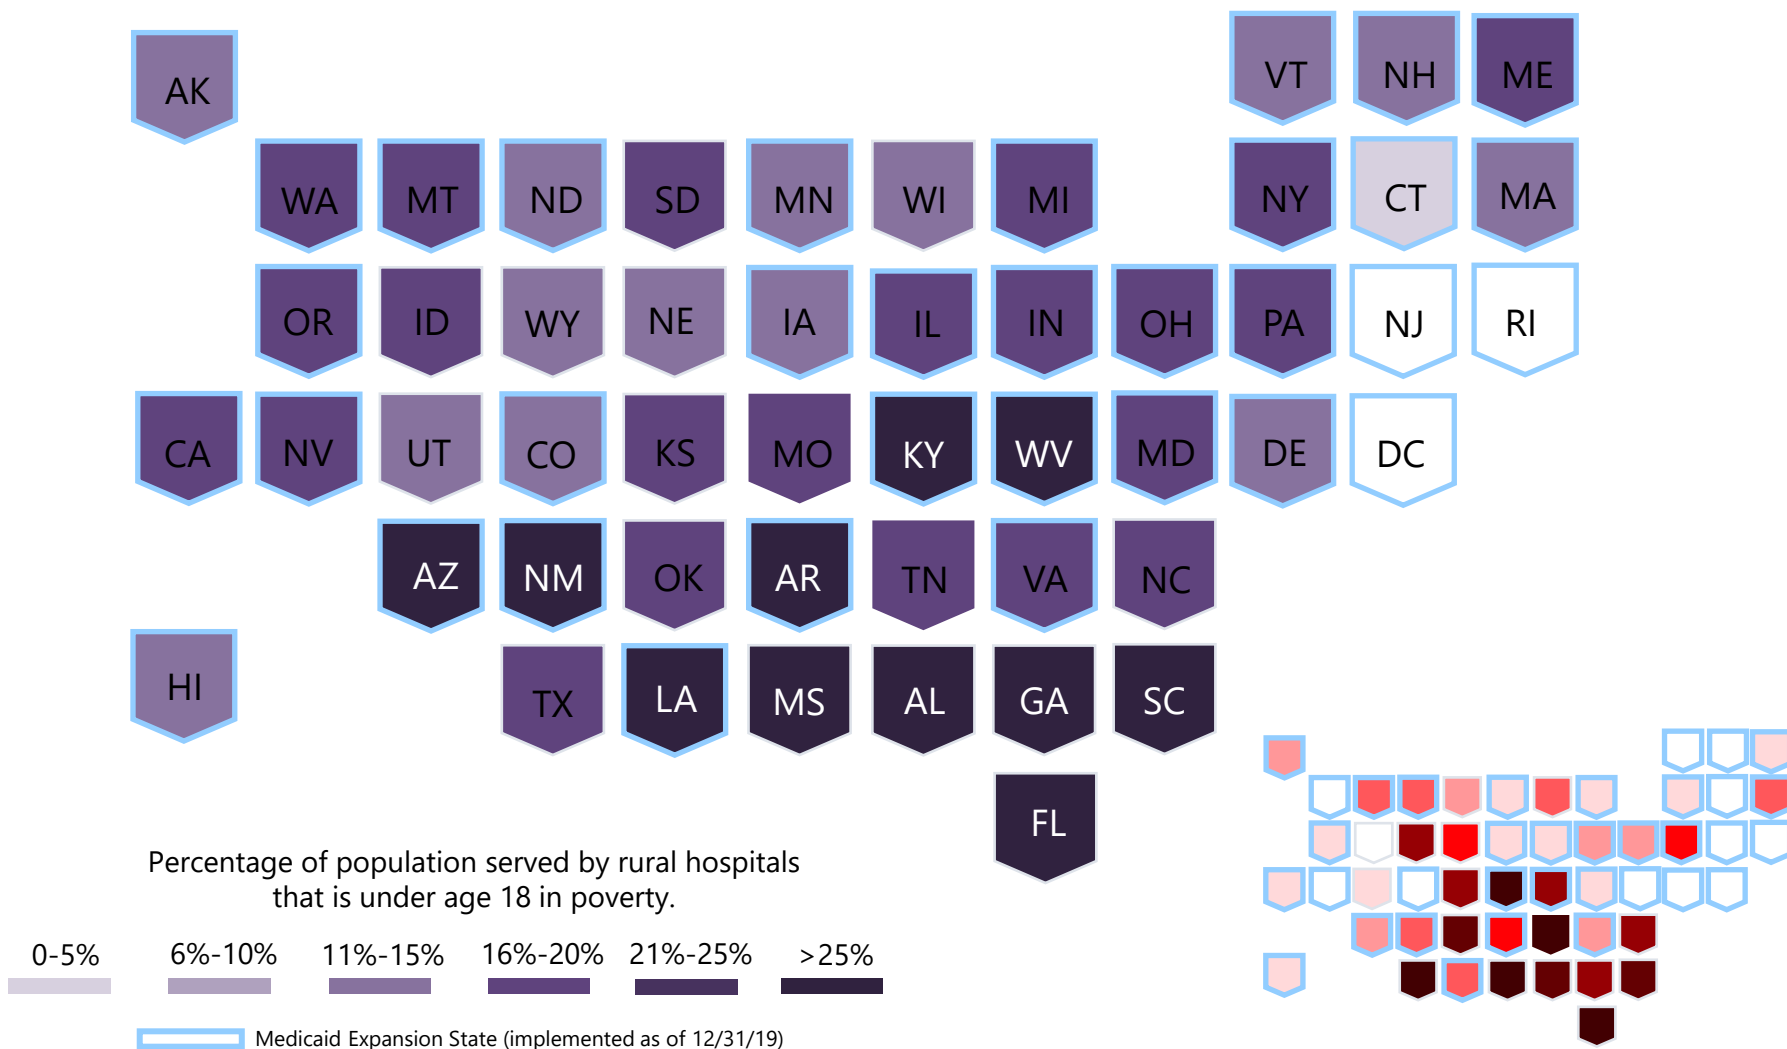 VT NH ME
AK
WA MT ND SD MN WI MI NY CT MA
OR ID WY NE IA IL IN OH PA NJ RI
CA NV UT CO KS MO KY WV MD DE DC
AZ NM OK AR TN VA NC
HI TX LA MS AL GA SC
FL
Percentage of population served by rural hospitals
that is under age 18 in poverty.
0-5% 6%-10% 11%-15% 16%-20% 21%-25% >25%
Medicaid Expansion State (implemented as of 12/31/19)